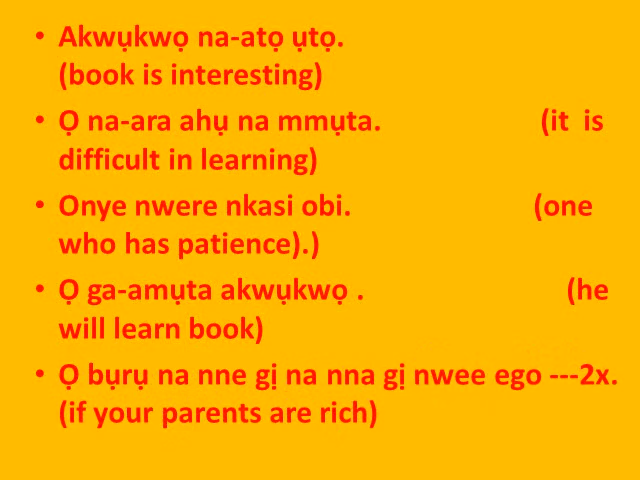 • Akwụkwọ na-atọ ụtọ.
(book is interesting)
• Ọ na-ara ahụ na mmụta. (it is
difficult in learning)
• Onye nwere nkasi obi. (one
who has patience).)
• Ọ ga-amụta akwụkwọ . (he
will learn book)
• Ọ bụrụ na nne gị na nna gị nwee ego ---2x.
(if your parents are rich)